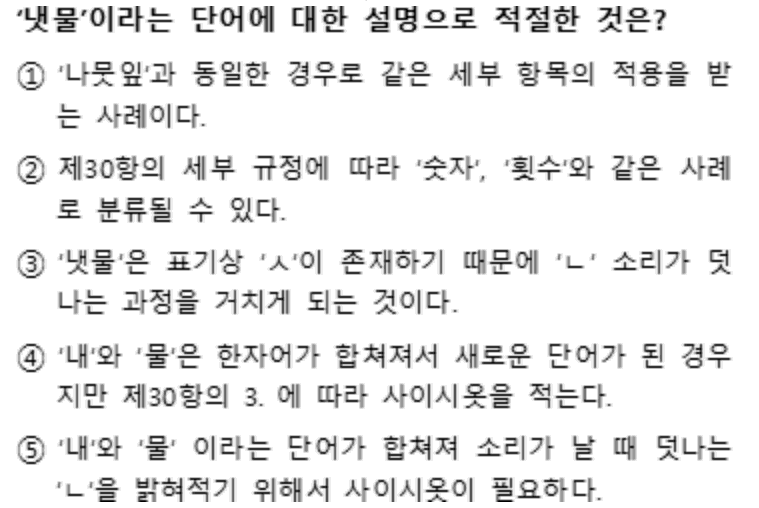 ‘냇물’이라는 단어에 대한 설명으로 적절한 것은?
① ‘나뭇잎’과 동일한 경우로 같은 세부 항목의 적용을 받
는 사례이다.
② 제30항의 세부 규정에 따라 ‘숫자’, ‘횟수’와 같은 사례
로 분류될 수 있다.
③ ‘냇물’은 표기상 ‘ㅅ’이 존재하기 때문에 ‘ㄴ’ 소리가 덧
나는 과정을 거치게 되는 것이다.
④ ‘내’와 ‘물’은 한자어가 합쳐져서 새로운 단어가 된 경우
지만 제30항의 3. 에 따라 사이시옷을 적는다.
⑤ ‘내’와 ‘물’ 이라는 단어가 합쳐져 소리가 날 때 덧나는
‘ㄴ’을 밝혀적기 위해서 사이시옷이 필요하다.